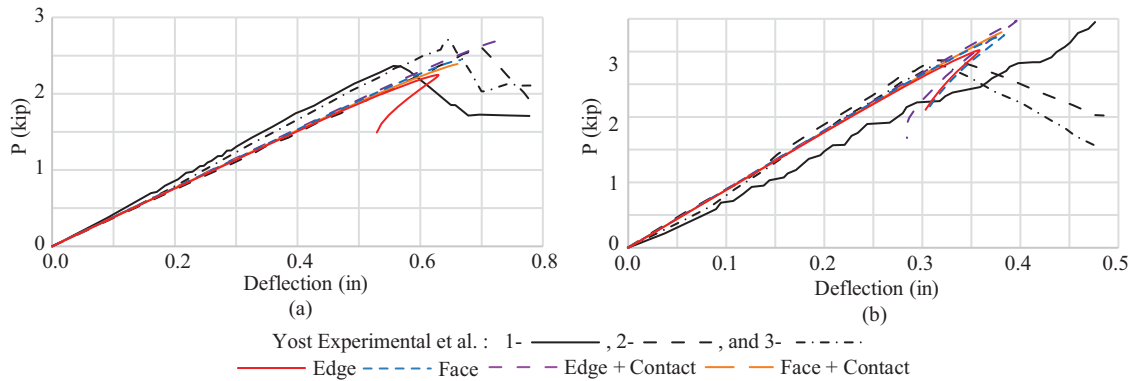 3
2
1
0
P (kip)
0.0 0.2 0.4 0.6 0.8
Deflection (in)
(a)
3
2
1
0
P (kip)
0.0 0.1 0.2 0.3 0.4 0.5
Deflection (in)
(b)
Yost Experimental et al. : 1- , 2- , and 3-
Edge Face Edge + Contact Face + Contact